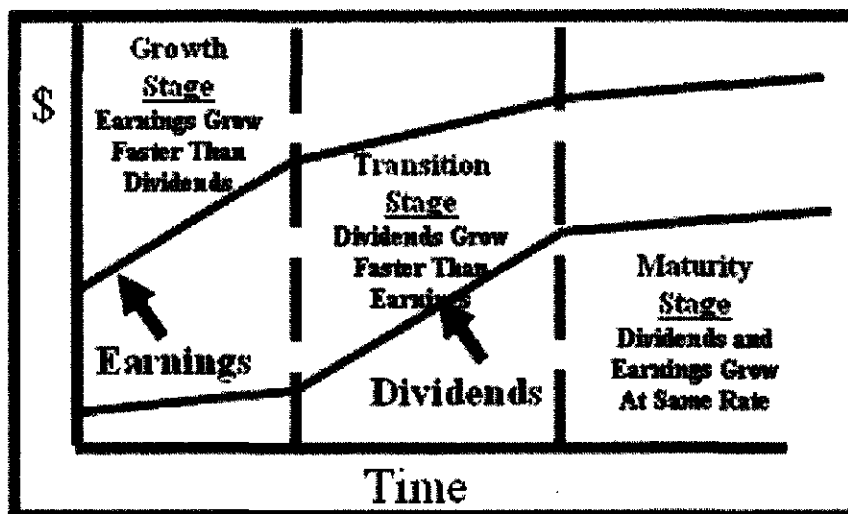 $
Growth
Stage
Earnings Grow
Faster Than
Dividends
Transition
Stage
Dividends Grow
Faster Than
Earnings
Maturity
Stage
Dividends and
Earnings Grow
At Same Rate
Earnings
Dividends
Time